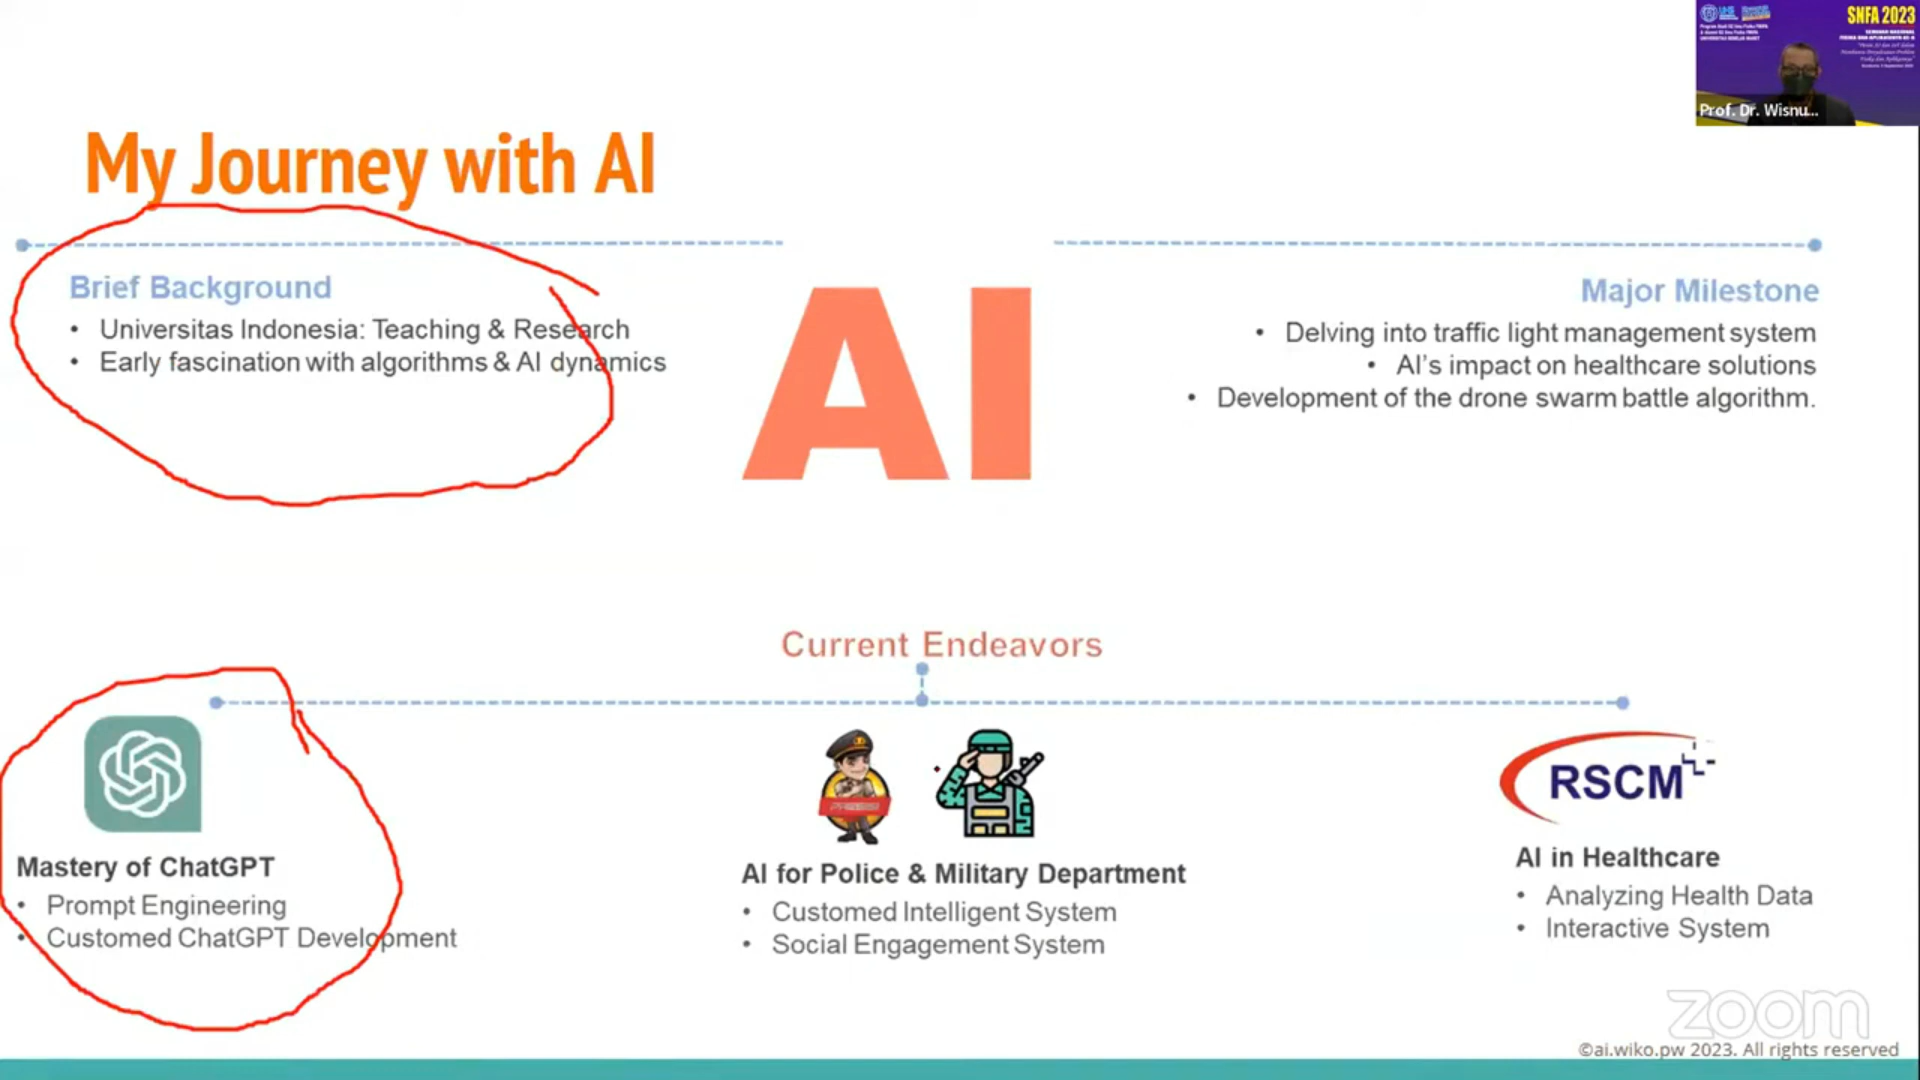 SNFA 2023
Prof. Dr. Wisnu...
My Journey with AI
Brief Background
• Universitas Indonesia: Teaching & Research
• Early fascination with algorithms & AI dynamics
AI
Major Milestone
• Delving into traffic light management system
• AI's impact on healthcare solutions
• Development of the drone swarm battle algorithm.
Current Endeavors
Mastery of ChatGPT
• Prompt Engineering
• Customed ChatGPT Development
AI for Police & Military Department
• Customed Intelligent System
• Social Engagement System
RSCM
AI in Healthcare
• Analyzing Health Data
• Interactive System
zoom
©ai.wiko.pw 2023. All rights reserved